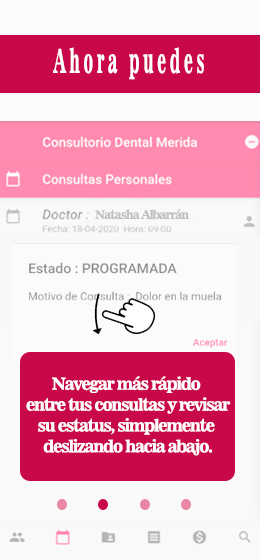 Ahora puedes
Consultorio Dental Merida
Consultas Personales
Doctor : Natasha Albarrán
Fecha: 18-04-2020 Hora: 09:00
Estado : PROGRAMADA
Motivo de Consulta : Dolor en la muela
Aceptar
Navegar más rápido
entre tus consultas y revisar
su estatus, simplemente
deslizando hacia abajo.